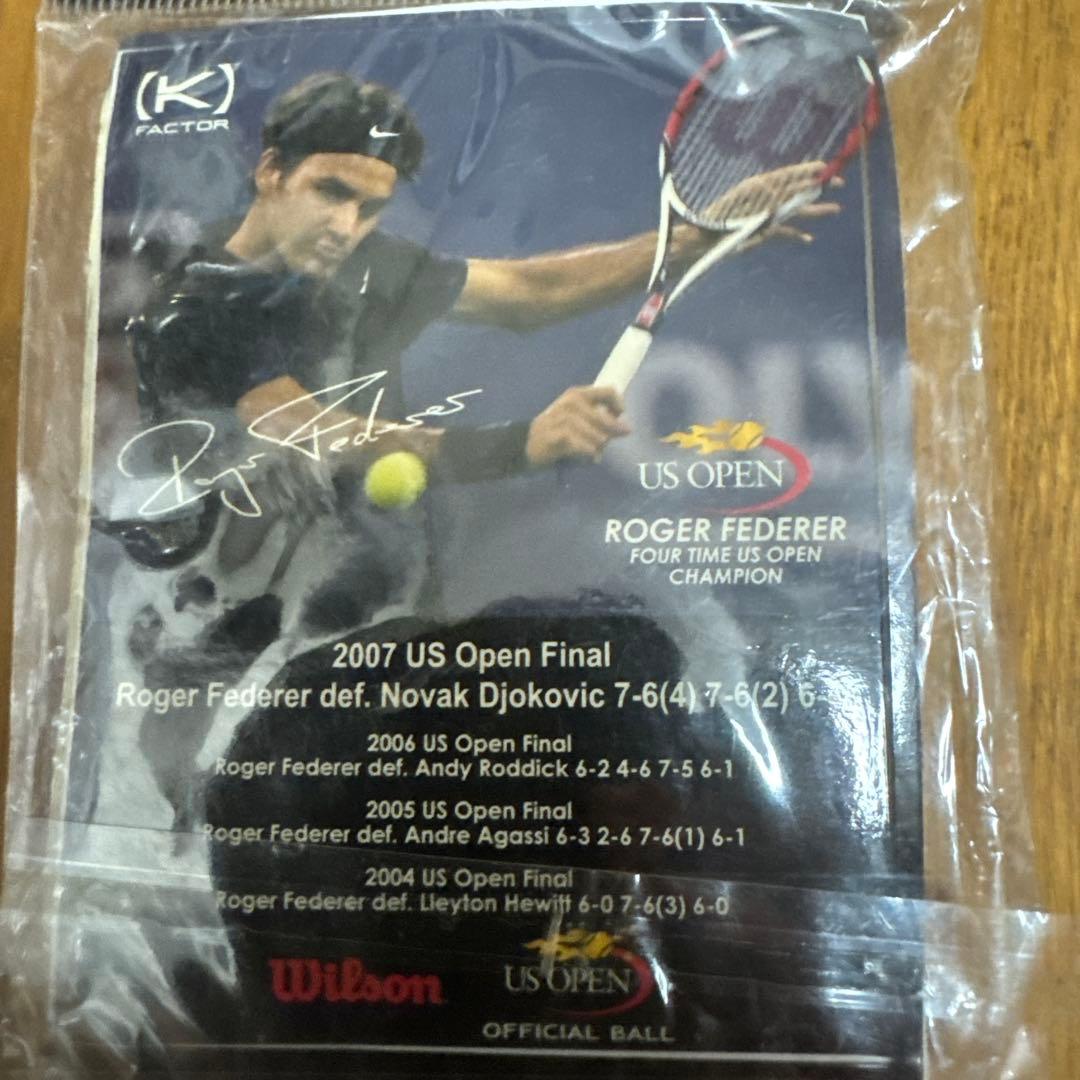 (K)
FACTOR
Roger Federer
US OPEN
ROGER FEDERER
FOUR TIME US OPEN
CHAMPION
2007 US Open Final
Roger Federer def. Novak Djokovic 7-6(4) 7-6(2) 6-
2006 US Open Final
Roger Federer def. Andy Roddick 6-2 4-6 7-5 6-1
2005 US Open Final
Roger Federer def. Andre Agassi 6-3 2-6 7-6(1) 6-1
2004 US Open Final
Roger Federer def. Lleyton Hewitt 6-0 7-6(3) 6-0
Wilson
US OPEN
OFFICIAL BALL